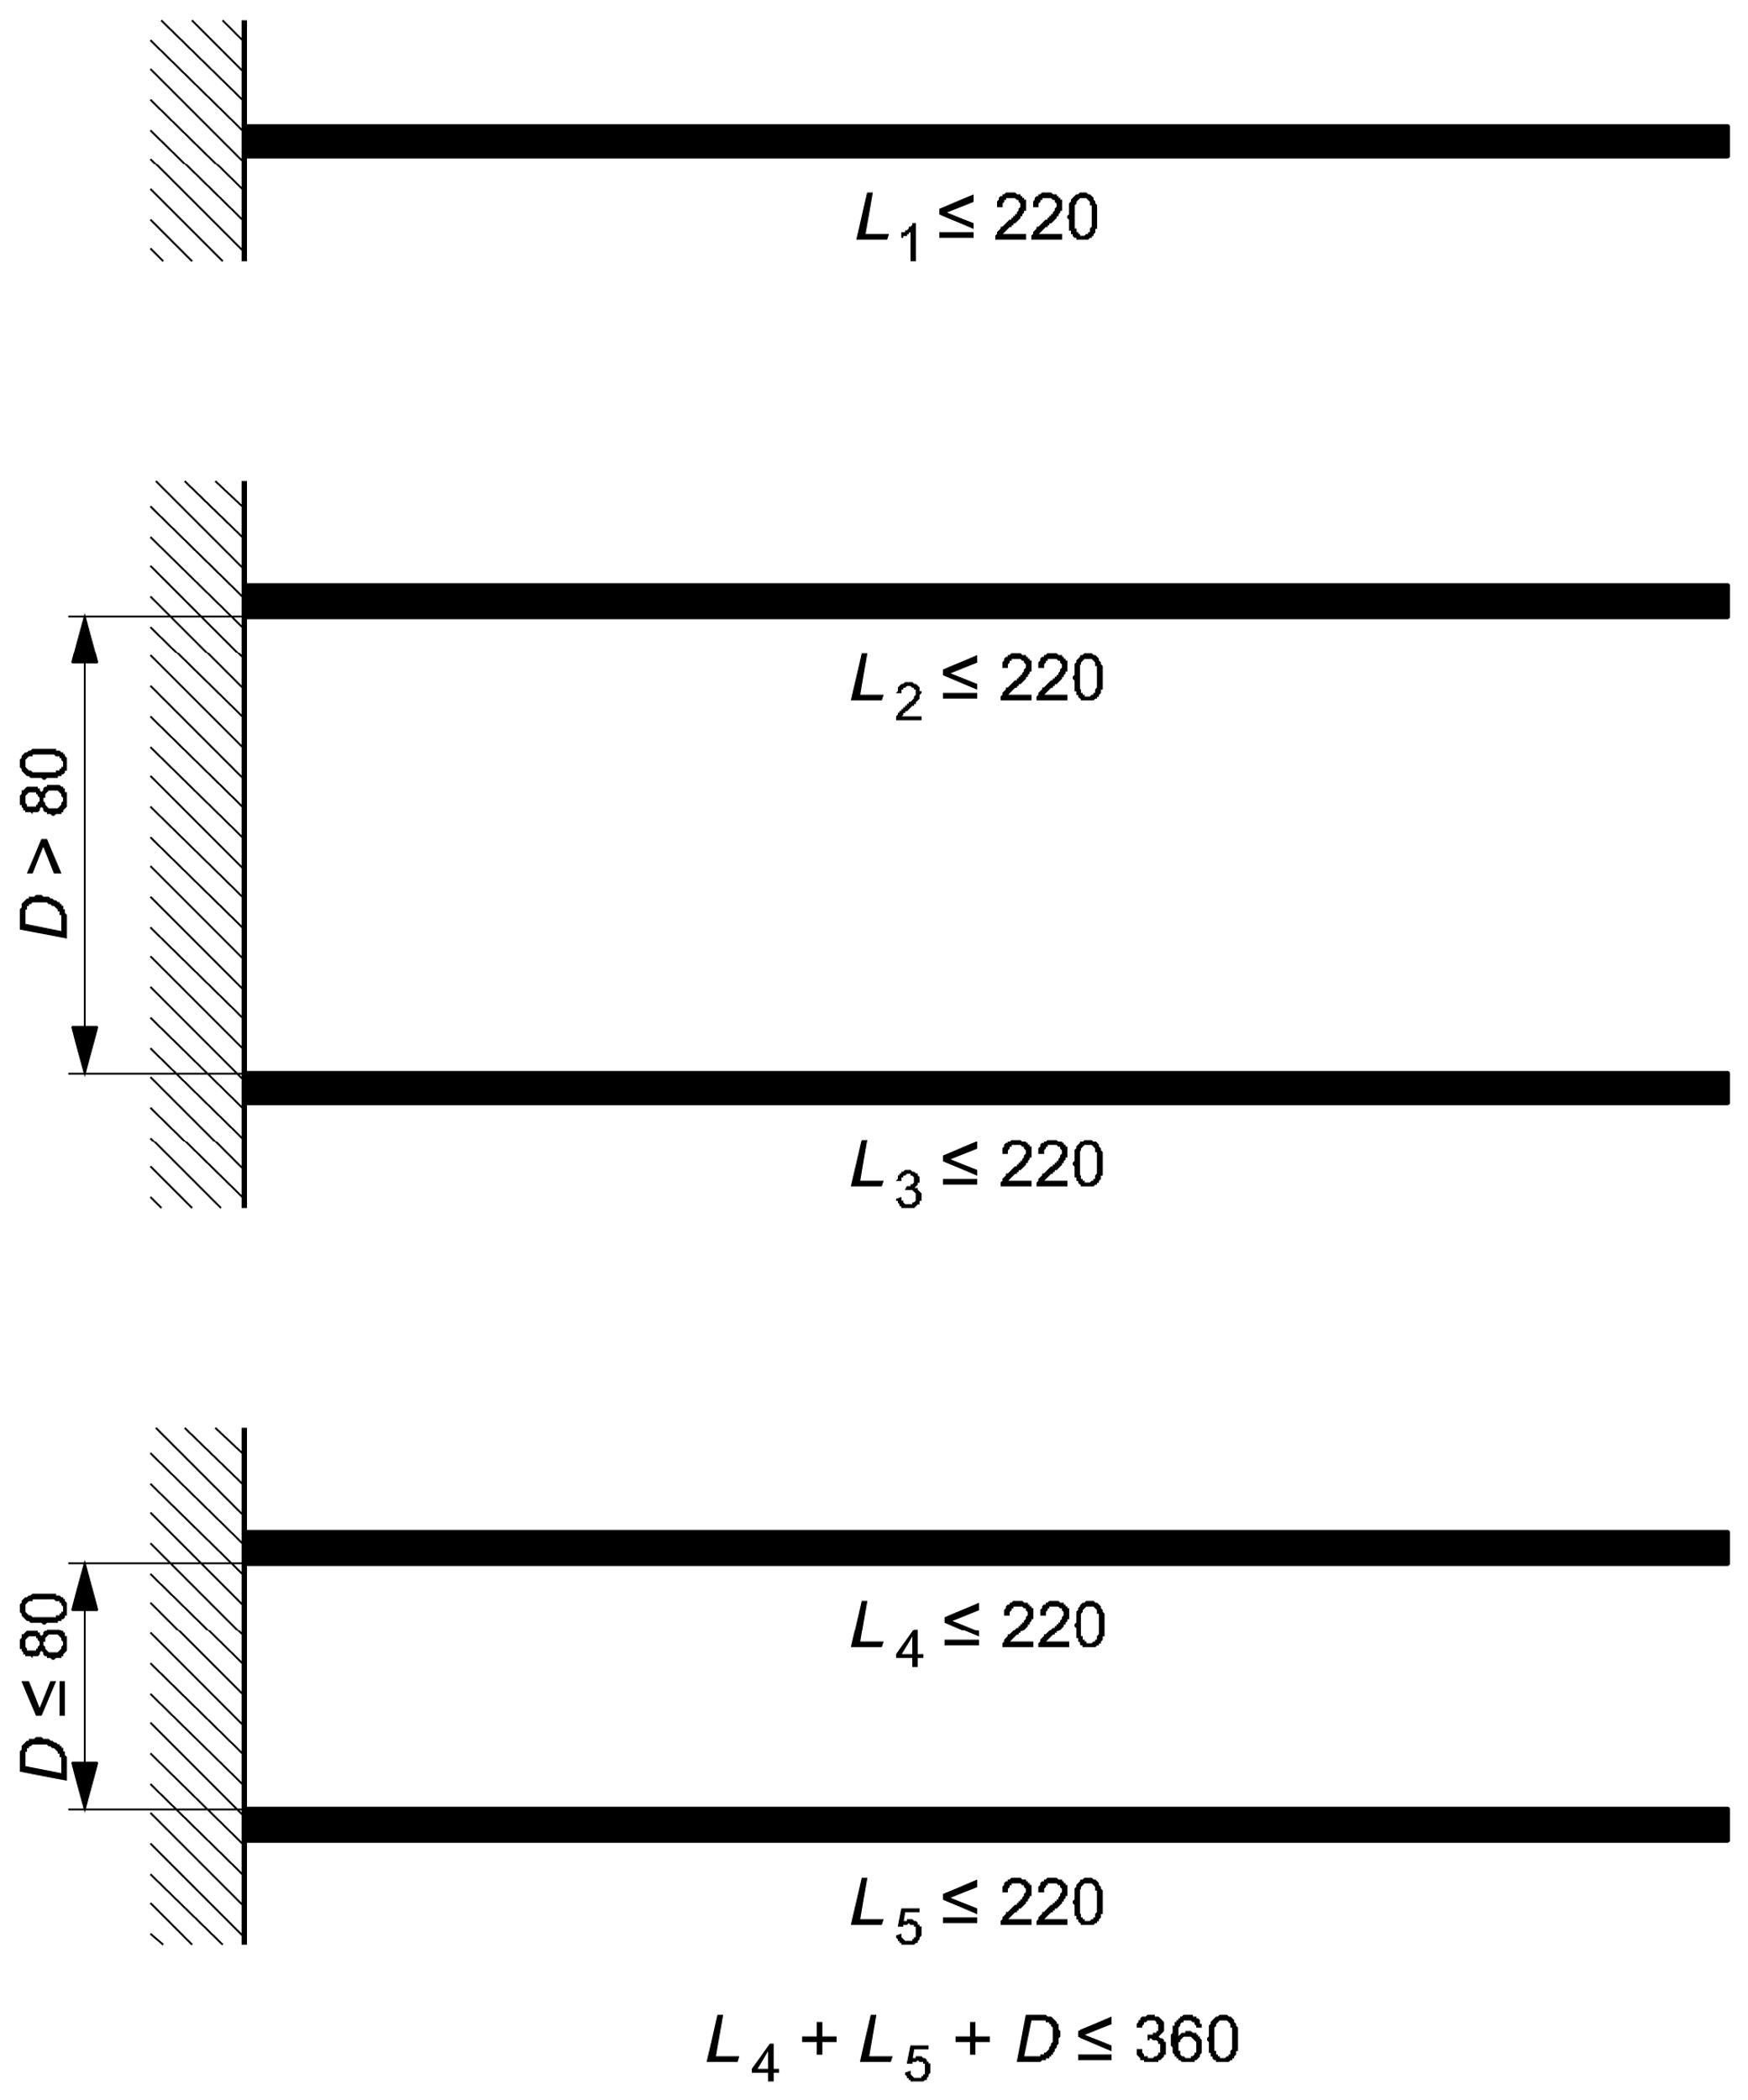 L₁ ≤ 220
L₂ ≤ 220
D > 80
L₃ ≤ 220
L₄ ≤ 220
D ≤ 80
L₅ ≤ 220
L₄ + L₅ + D ≤ 360